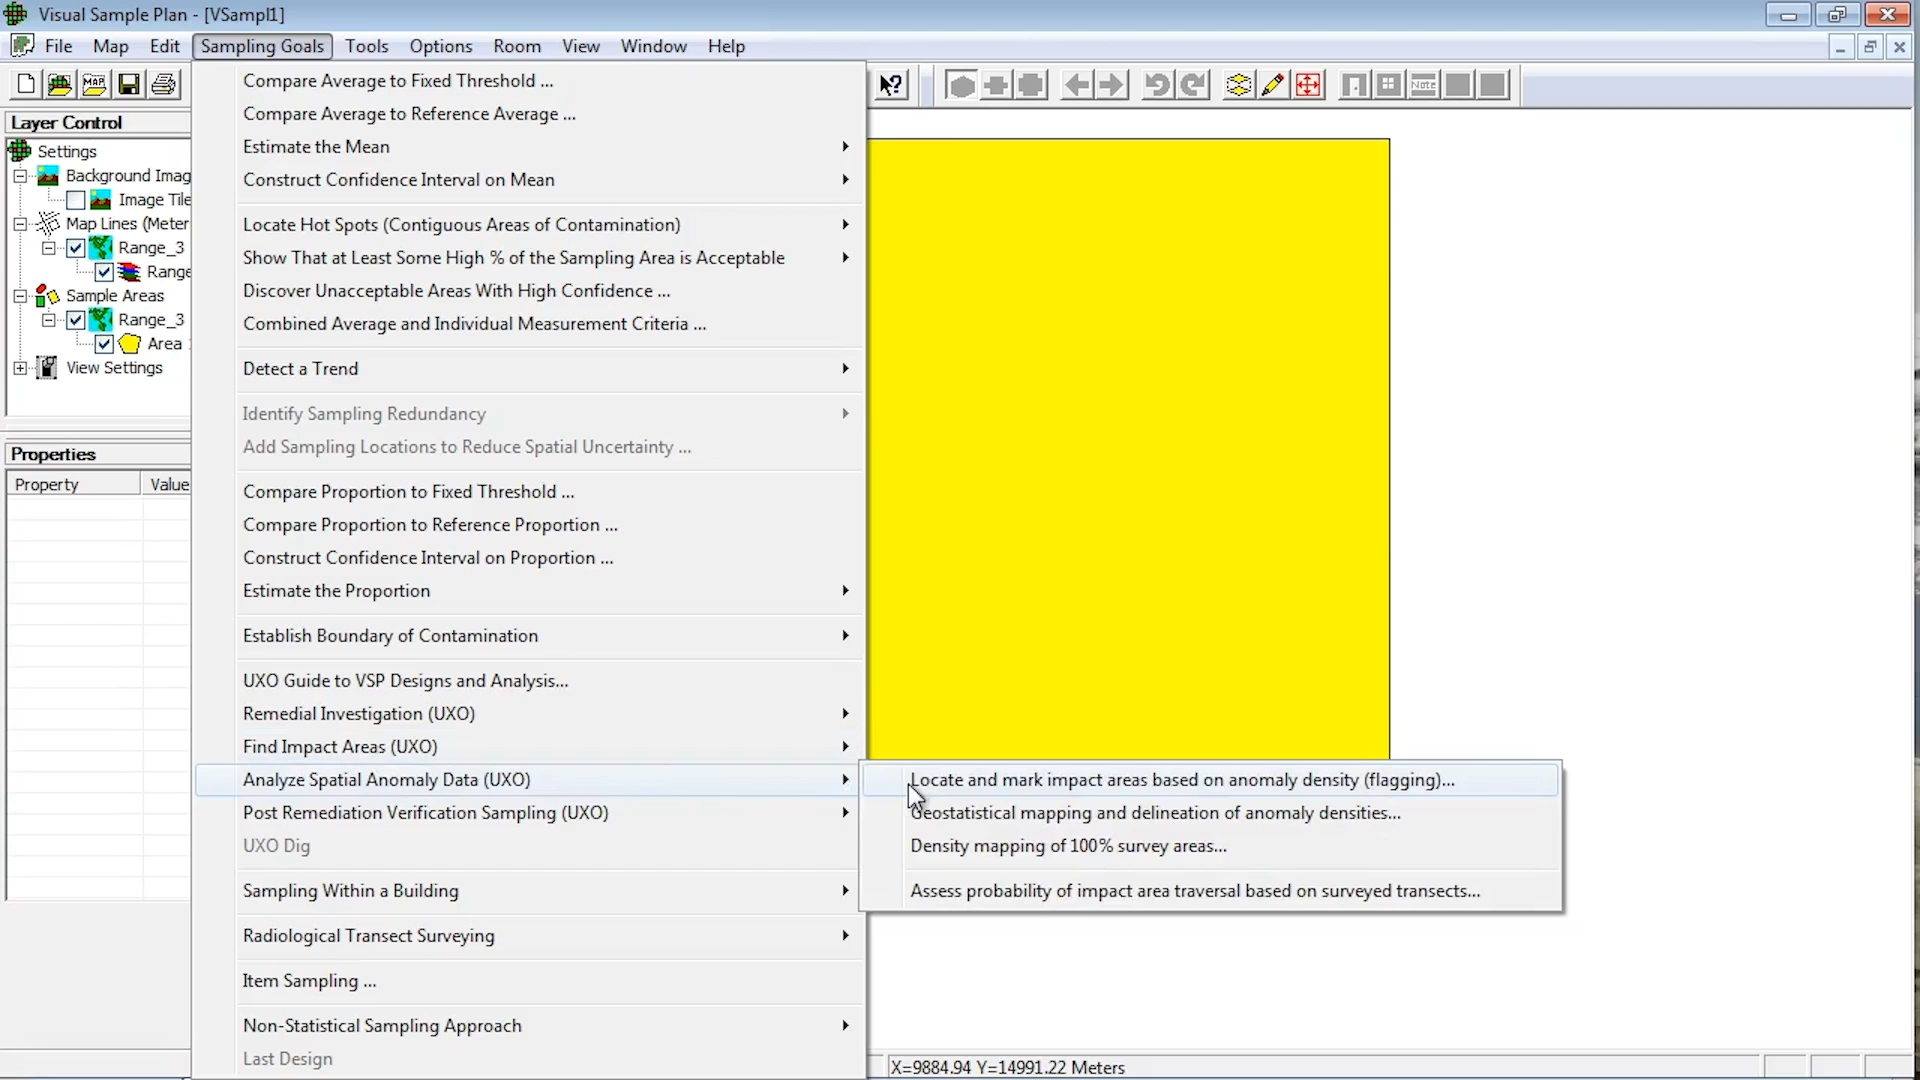 Visual Sample Plan - [VSampl1]
File Map Edit Sampling Goals Tools Options Room View Window Help
MAP
Note
Layer Control
Settings
Background Imag
Image Tile
Map Lines (Meter
Range_3
Range
Sample Areas
Range_3
Area
View Settings
Properties
Property Value
Compare Average to Fixed Threshold ...
Compare Average to Reference Average ...
Estimate the Mean
Construct Confidence Interval on Mean
Locate Hot Spots (Contiguous Areas of Contamination)
Show That at Least Some High % of the Sampling Area is Acceptable
Discover Unacceptable Areas With High Confidence ...
Combined Average and Individual Measurement Criteria ...
Detect a Trend
Identify Sampling Redundancy
Add Sampling Locations to Reduce Spatial Uncertainty ...
Compare Proportion to Fixed Threshold ...
Compare Proportion to Reference Proportion ...
Construct Confidence Interval on Proportion ...
Estimate the Proportion
Establish Boundary of Contamination
UXO Guide to VSP Designs and Analysis...
Remedial Investigation (UXO)
Find Impact Areas (UXO)
Analyze Spatial Anomaly Data (UXO)
Post Remediation Verification Sampling (UXO)
UXO Dig
Sampling Within a Building
Radiological Transect Surveying
Item Sampling ...
Non-Statistical Sampling Approach
Last Design
Locate and mark impact areas based on anomaly density (flagging)...
Geostatistical mapping and delineation of anomaly densities...
Density mapping of 100% survey areas...
Assess probability of impact area traversal based on surveyed transects...
X=9884.94 Y=14991.22 Meters